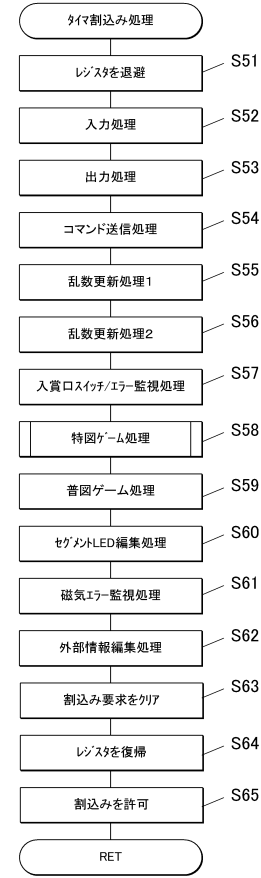 タイマ割込み処理
レジスタを退避 S51
入力処理 S52
出力処理 S53
コマンド送信処理 S54
乱数更新処理1 S55
乱数更新処理2 S56
入賞口スイッチ/エラー監視処理 S57
特図ゲーム処理 S58
普図ゲーム処理 S59
セグメントLED編集処理 S60
磁気エラー監視処理 S61
外部情報編集処理 S62
割込み要求をクリア S63
レジスタを復帰 S64
割込みを許可 S65
RET